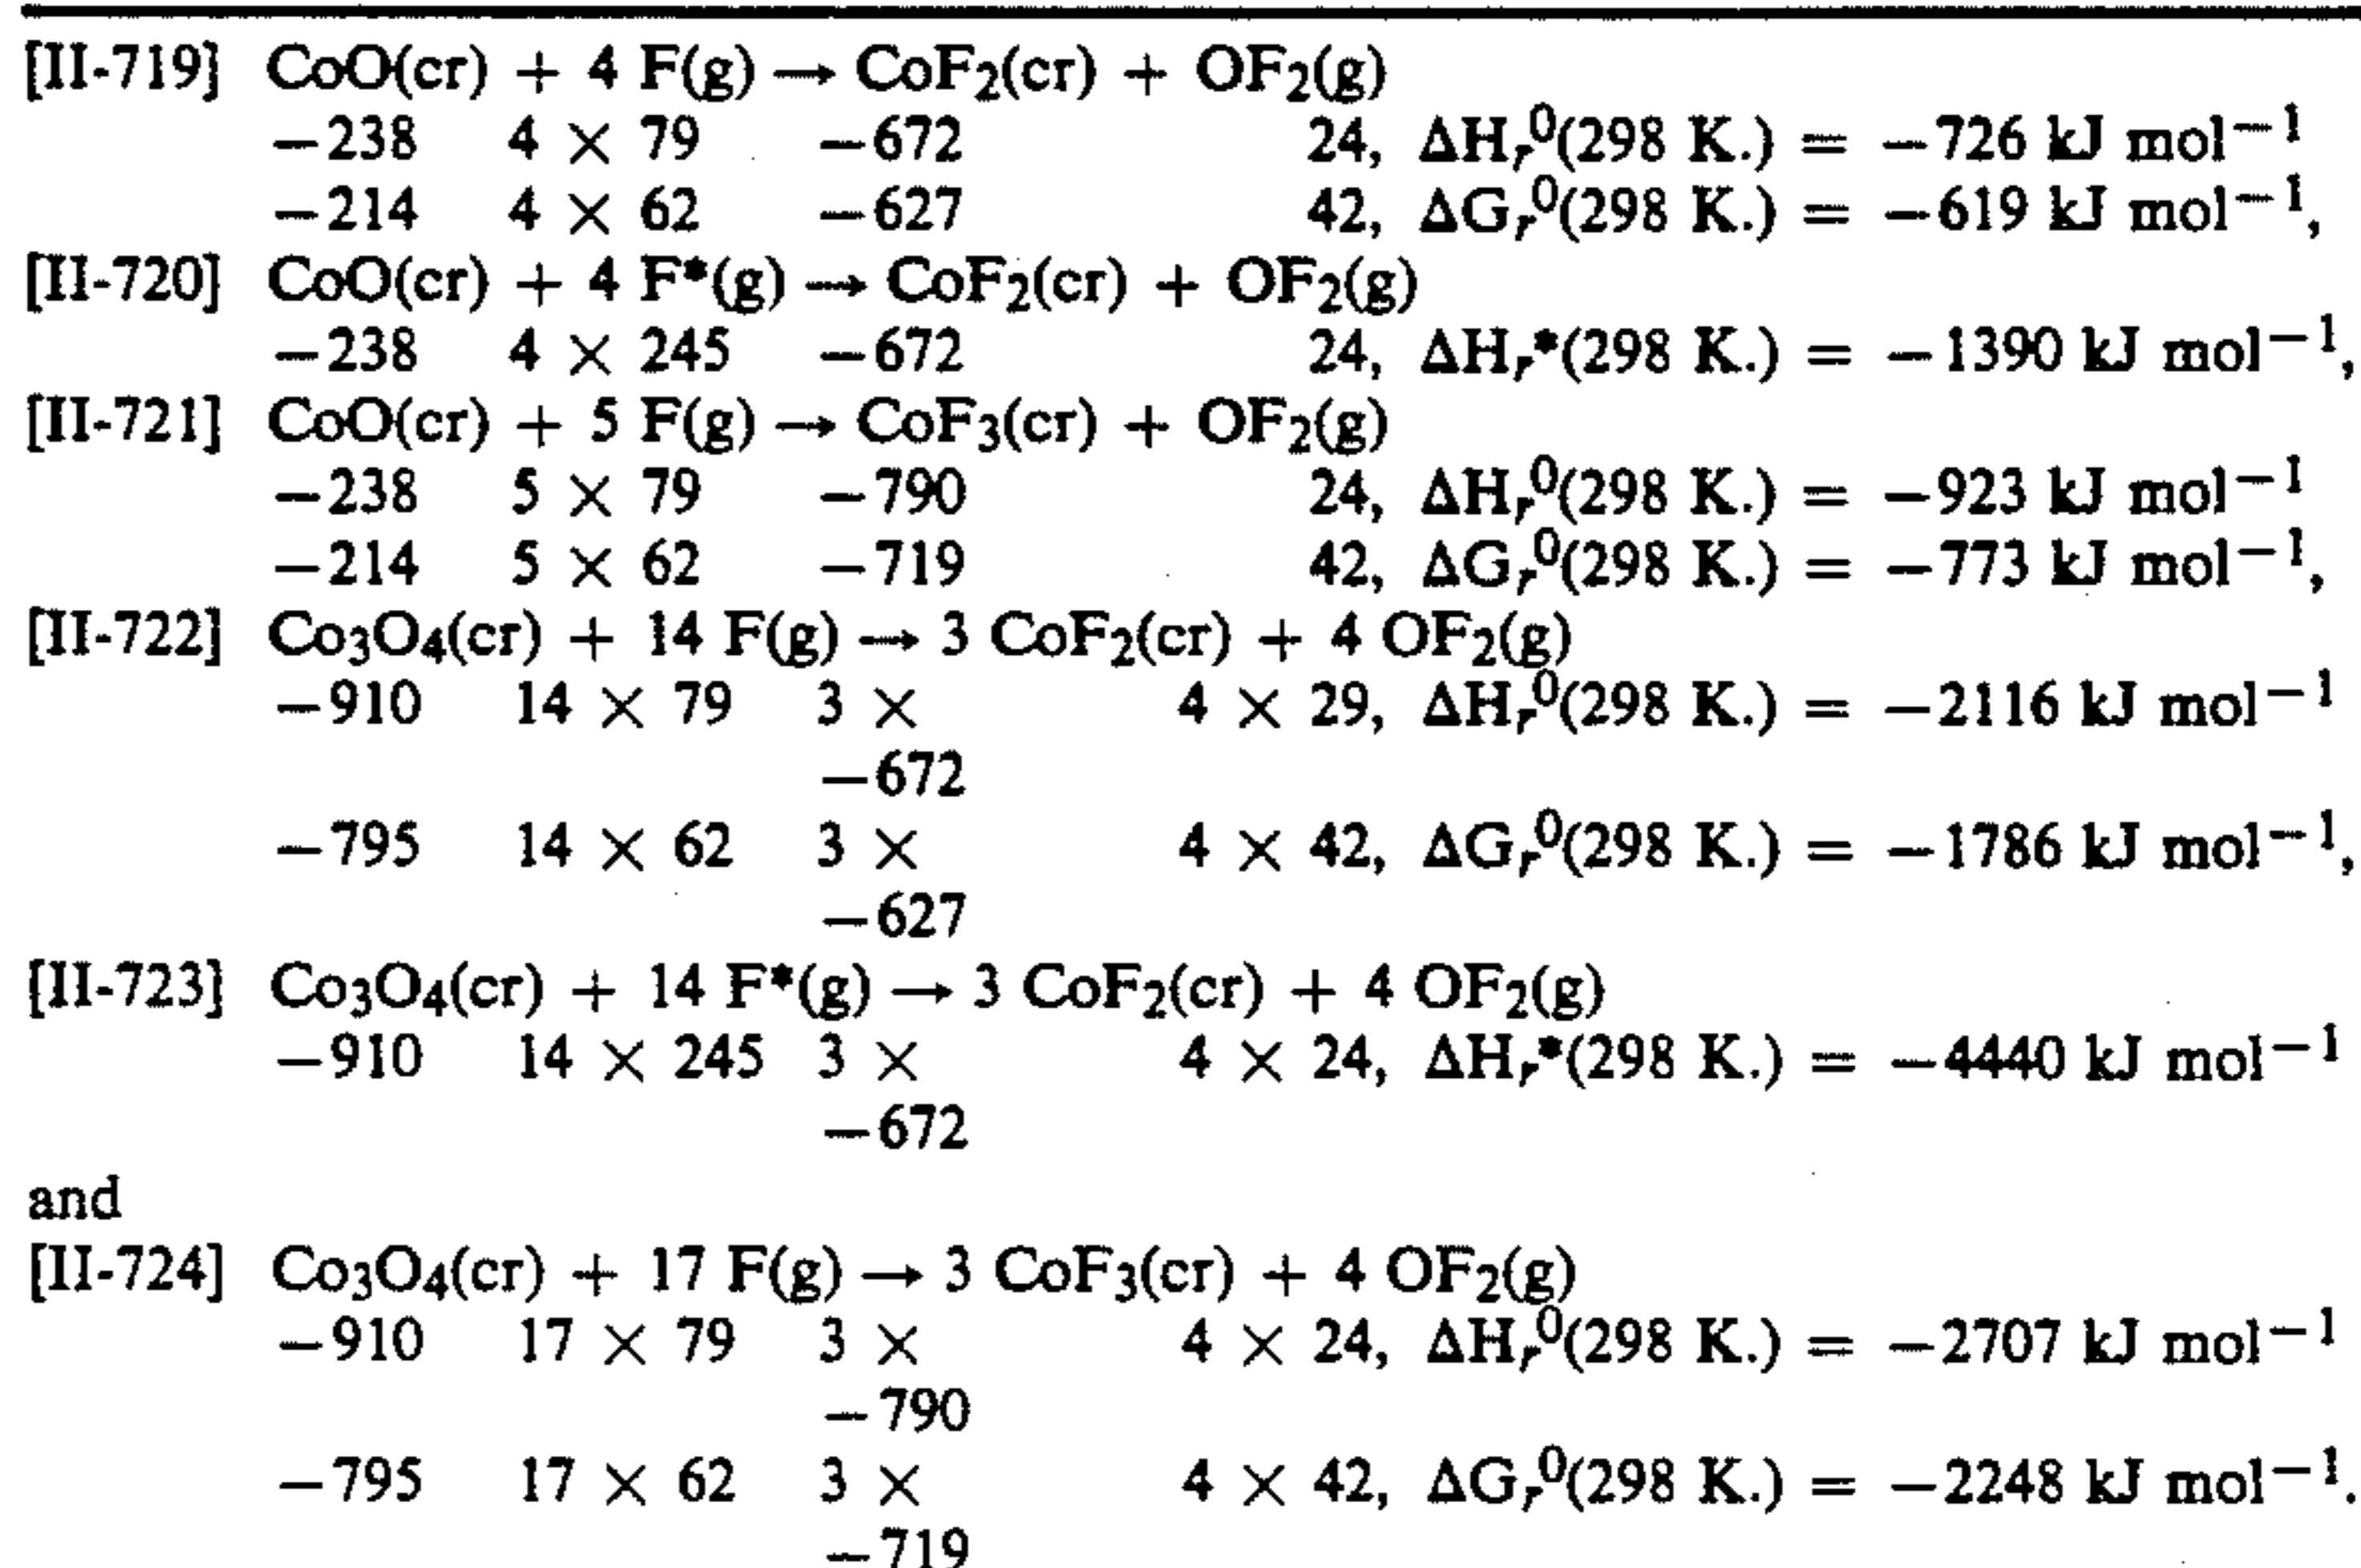 [II-719] CoO(cr) + 4 F(g) → CoF₂(cr) + OF₂(g)
−238 4 × 79 −672 24, ΔHᵣ⁰(298 K.) = −726 kJ mol⁻¹
−214 4 × 62 −627 42, ΔGᵣ⁰(298 K.) = −619 kJ mol⁻¹,
[II-720] CoO(cr) + 4 F*(g) → CoF₂(cr) + OF₂(g)
−238 4 × 245 −672 24, ΔHᵣ*(298 K.) = −1390 kJ mol⁻¹,
[II-721] CoO(cr) + 5 F(g) → CoF₃(cr) + OF₂(g)
−238 5 × 79 −790 24, ΔHᵣ⁰(298 K.) = −923 kJ mol⁻¹
−214 5 × 62 −719 42, ΔGᵣ⁰(298 K.) = −773 kJ mol⁻¹,
[II-722] Co₃O₄(cr) + 14 F(g) → 3 CoF₂(cr) + 4 OF₂(g)
−910 14 × 79 3 × 4 × 29, ΔHᵣ⁰(298 K.) = −2116 kJ mol⁻¹
−672
−795 14 × 62 3 × 4 × 42, ΔGᵣ⁰(298 K.) = −1786 kJ mol⁻¹,
−627
[II-723] Co₃O₄(cr) + 14 F*(g) → 3 CoF₂(cr) + 4 OF₂(g)
−910 14 × 245 3 × 4 × 24, ΔHᵣ*(298 K.) = −4440 kJ mol⁻¹
−672
and
[II-724] Co₃O₄(cr) + 17 F(g) → 3 CoF₃(cr) + 4 OF₂(g)
−910 17 × 79 3 × 4 × 24, ΔHᵣ⁰(298 K.) = −2707 kJ mol⁻¹
−790
−795 17 × 62 3 × 4 × 42, ΔGᵣ⁰(298 K.) = −2248 kJ mol⁻¹.
−719